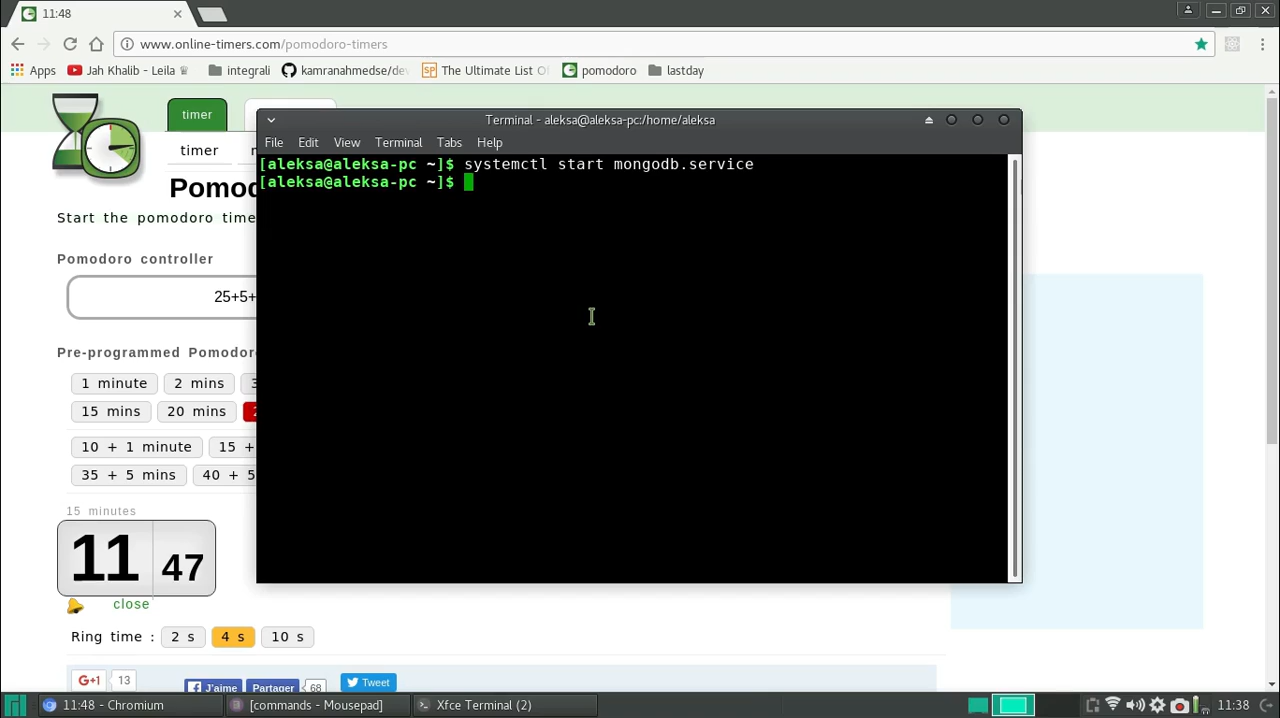 11:48
www.online-timers.com/pomodoro-timers
Apps
Jah Khalib - Leila
integrali
kamranahmedse/de
The Ultimate List Of
pomodoro
lastday
timer
timer
Pomo
Start the pomodoro time
Pomodoro controller
25+5+
Pre-programmed Pomodor
1 minute
2 mins
15 mins
20 mins
10 + 1 minute
15 +
35 + 5 mins
40 + 5
15 minutes
11 47
close
Ring time :
2 s
4 s
10 s
G+1
13
J'aime
Partager
68
Tweet
Terminal - aleksa@aleksa-pc:/home/aleksa
File
Edit
View
Terminal
Tabs
Help
[aleksa@aleksa-pc ~]$ systemctl start mongodb.service
[aleksa@aleksa-pc ~]$
11:48 - Chromium
[commands - Mousepad]
Xfce Terminal (2)
11:38